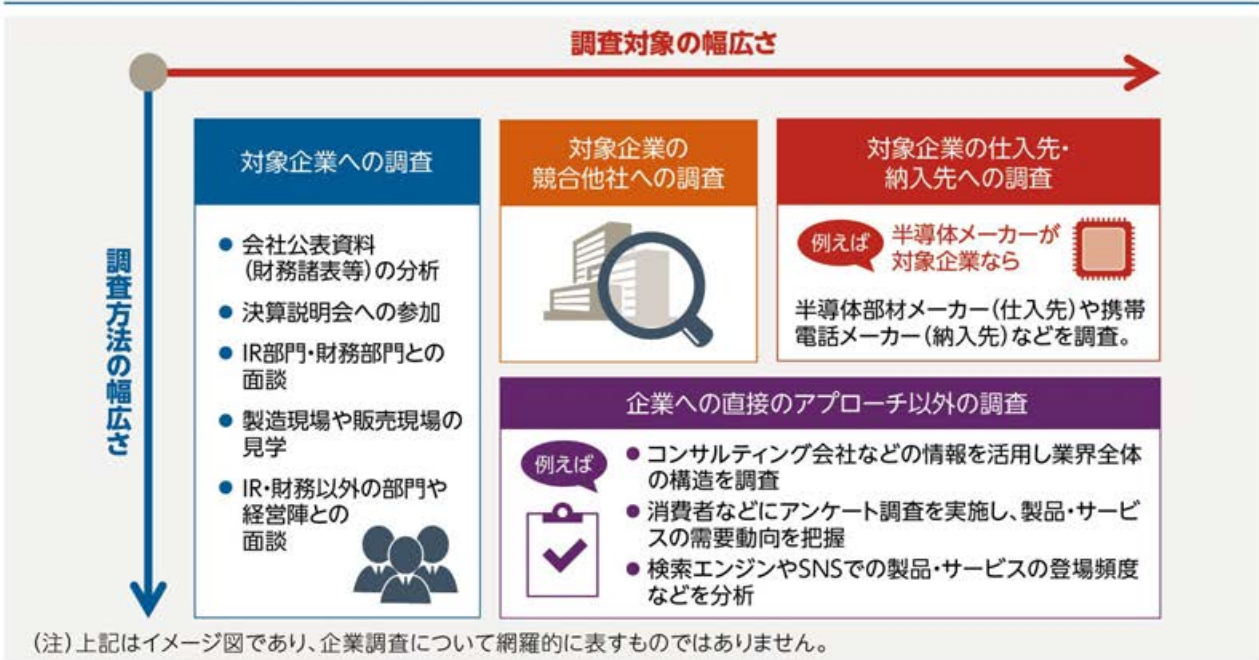 調査対象の幅広さ
調査方法の幅広さ
対象企業への調査
● 会社公表資料
(財務諸表等)の分析
● 決算説明会への参加
● IR部門・財務部門との
面談
● 製造現場や販売現場の
見学
● IR・財務以外の部門や
経営陣との
面談
対象企業の
競合他社への調査
対象企業の仕入先・
納入先への調査
例えば
半導体メーカーが
対象企業なら
半導体部材メーカー(仕入先)や携帯
電話メーカー(納入先)などを調査。
企業への直接のアプローチ以外の調査
例えば
● コンサルティング会社などの情報を活用し業界全体
の構造を調査
● 消費者などにアンケート調査を実施し、製品・サービ
スの需要動向を把握
● 検索エンジンやSNSでの製品・サービスの登場頻度
などを分析
(注)上記はイメージ図であり、企業調査について網羅的に表すものではありません。